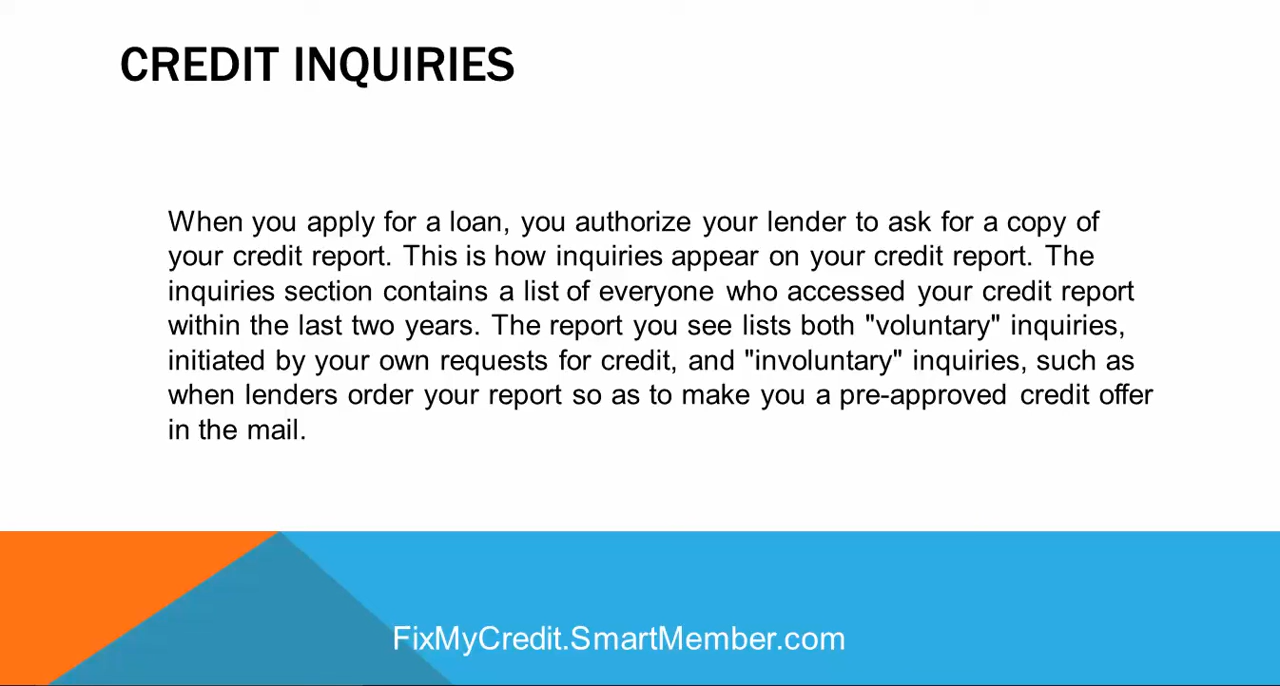 CREDIT INQUIRIES
When you apply for a loan, you authorize your lender to ask for a copy of
your credit report. This is how inquiries appear on your credit report. The
inquiries section contains a list of everyone who accessed your credit report
within the last two years. The report you see lists both "voluntary" inquiries,
initiated by your own requests for credit, and "involuntary" inquiries, such as
when lenders order your report so as to make you a pre-approved credit offer
in the mail.
FixMyCredit.SmartMember.com